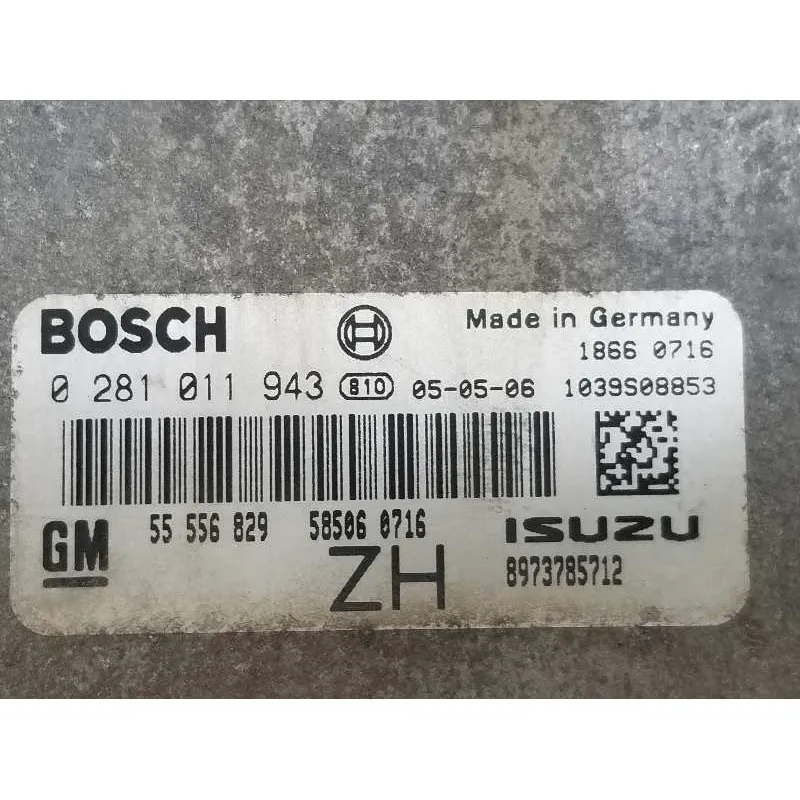 BOSCH
Made in Germany
1866 0716
0 281 011 943 810 05-05-06 1039S08853
GM 55 556 829 58506 0716 ISUZU
ZH 8973785712